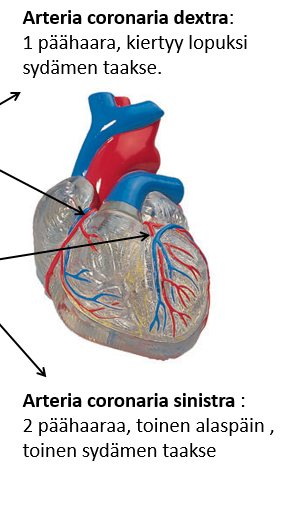 Arteria coronaria dextra:
1 päähaara, kiertyy lopuksi
sydämen taakse.
Arteria coronaria sinistra :
2 päähaaraa, toinen alaspäin ,
toinen sydämen taakse